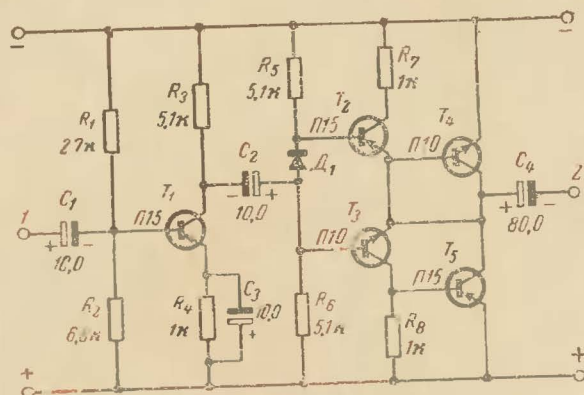 −
−
R₁
27к
R₃
5,1к
R₅
5,1к
R₇
1к
T₂
П15
T₄
П10
Д₁
C₂
+
10,0
C₄
+ −
80,0
2
1
C₁
+ −
10,0
T₁
П15
T₃
П10
T₅
П15
R₂
6,8к
R₄
1к
C₃
10,0
+
R₆
5,1к
R₈
1к
+
+